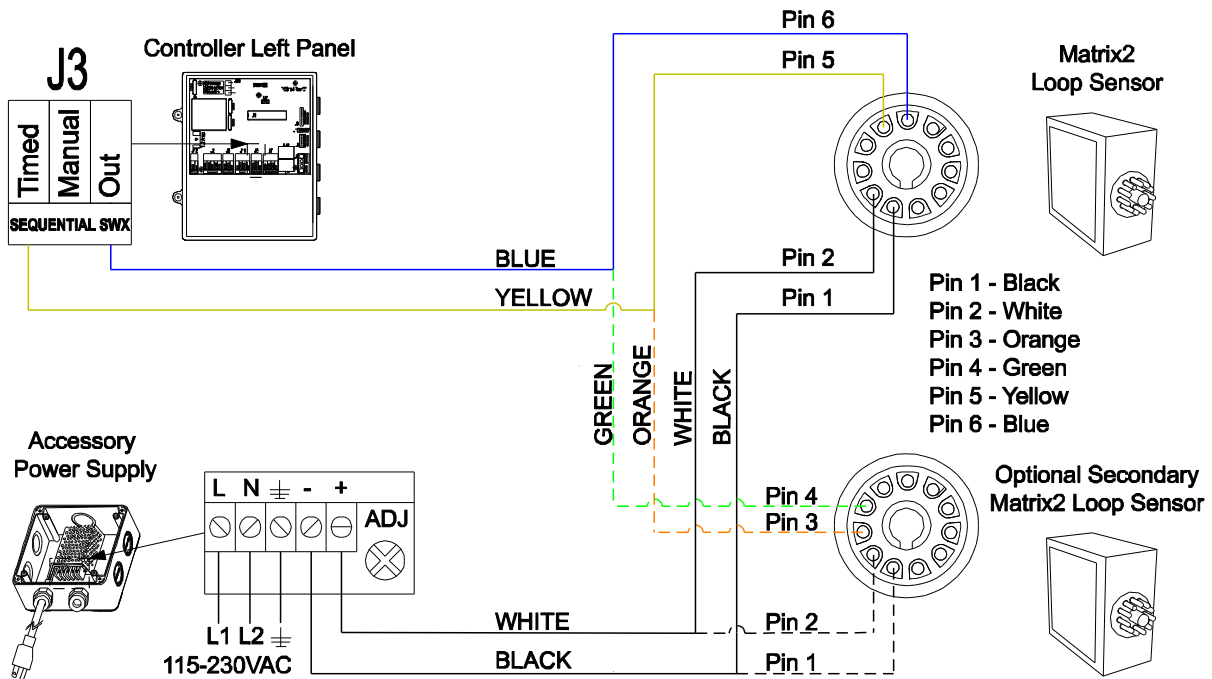 Controller Left Panel
J3
Timed
Manual
Out
SEQUENTIAL SWX
Pin 6
Pin 5
Matrix2
Loop Sensor
BLUE
YELLOW
Pin 2
Pin 1
Pin 1 - Black
Pin 2 - White
Pin 3 - Orange
Pin 4 - Green
Pin 5 - Yellow
Pin 6 - Blue
GREEN
ORANGE
WHITE
BLACK
Accessory
Power Supply
L N - +
ADJ
L1 L2
115-230VAC
WHITE
BLACK
Pin 4
Pin 3
Pin 2
Pin 1
Optional Secondary
Matrix2 Loop Sensor